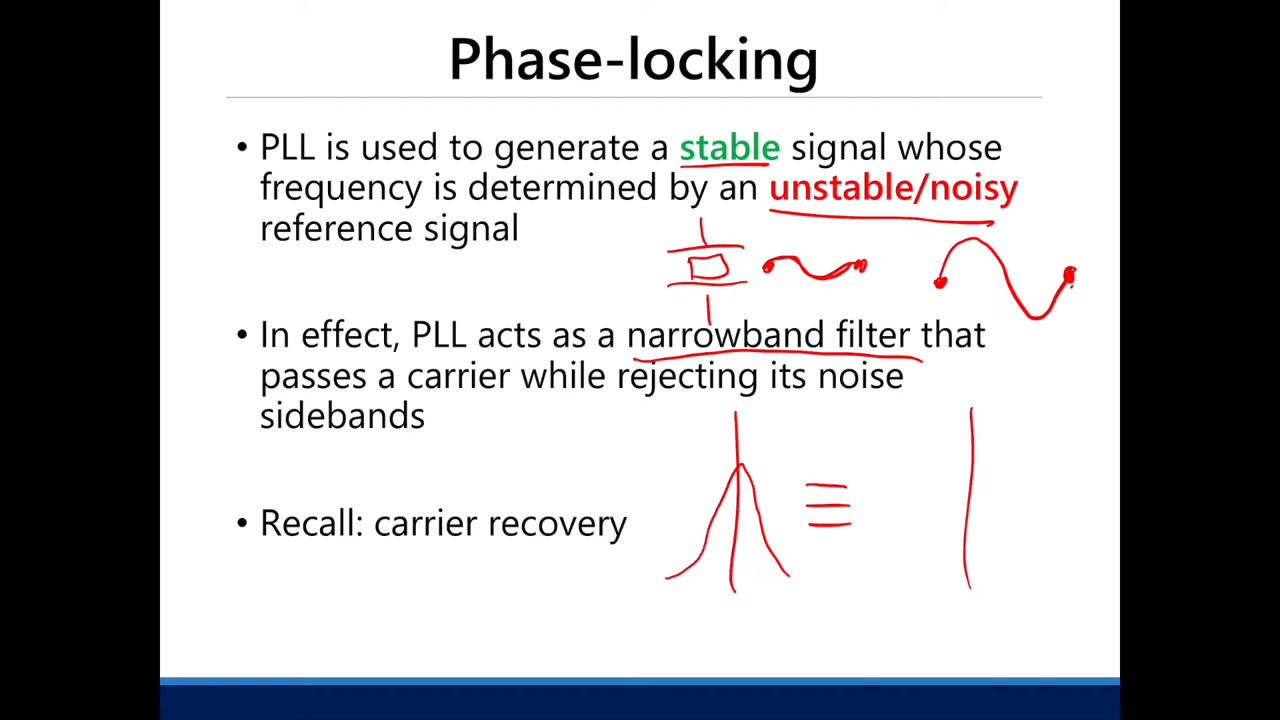 Phase-locking
• PLL is used to generate a stable signal whose
frequency is determined by an unstable/noisy
reference signal
• In effect, PLL acts as a narrowband filter that
passes a carrier while rejecting its noise
sidebands
• Recall: carrier recovery